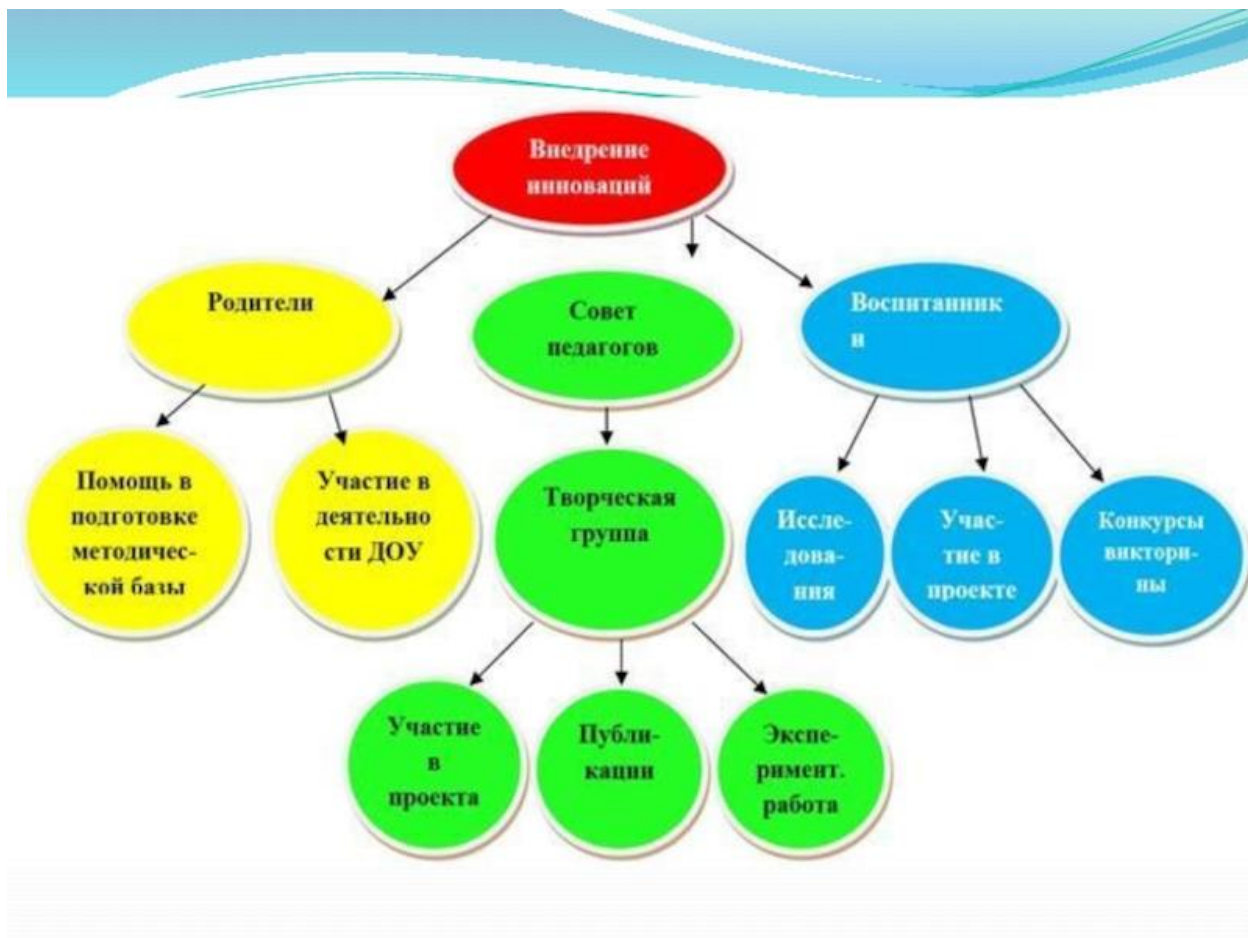 Внедрение
инноваций
Родители
Совет
педагогов
Воспитанник
и
Помощь в
подготовке
методичес-
кой базы
Участие в
деятельно
сти ДОУ
Творческая
группа
Иссле-
дова-
ния
Учас-
тие в
проекте
Конкурсы
виктори-
ны
Участие
в
проекта
Публи-
кации
Экспе-
римент.
работа